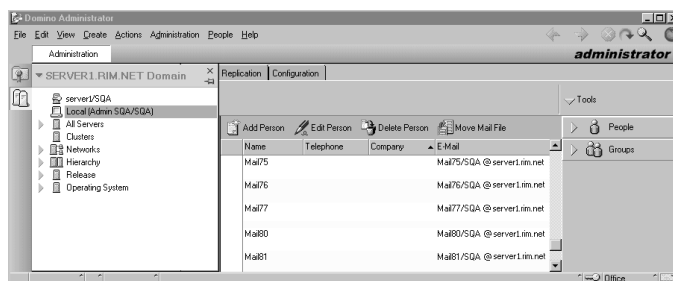 Domino Administrator
File Edit View Create Actions Administration People Help
Administration
administrator
SERVER1.RIM.NET Domain
server1/SQA
Local (Admin SQA/SQA)
All Servers
Clusters
Networks
Hierarchy
Release
Operating System
Replication Configuration
Tools
Add Person Edit Person Delete Person Move Mail File
People
Groups
Name Telephone Company E-Mail
Mail75 Mail75/SQA @ server1.rim.net
Mail76 Mail76/SQA @ server1.rim.net
Mail77 Mail77/SQA @ server1.rim.net
Mail80 Mail80/SQA @ server1.rim.net
Mail81 Mail81/SQA @ server1.rim.net
Office